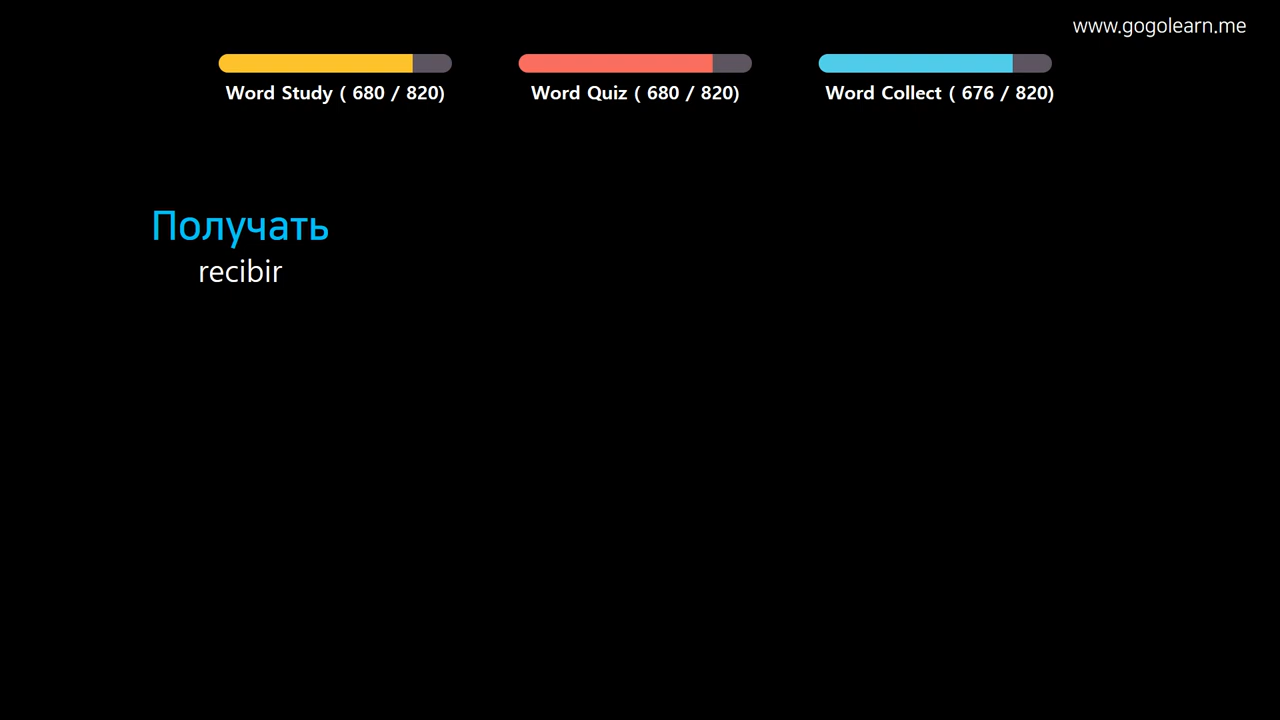 www.gogolearn.me
Word Study ( 680 / 820)
Word Quiz ( 680 / 820)
Word Collect ( 676 / 820)
Получать
recibir